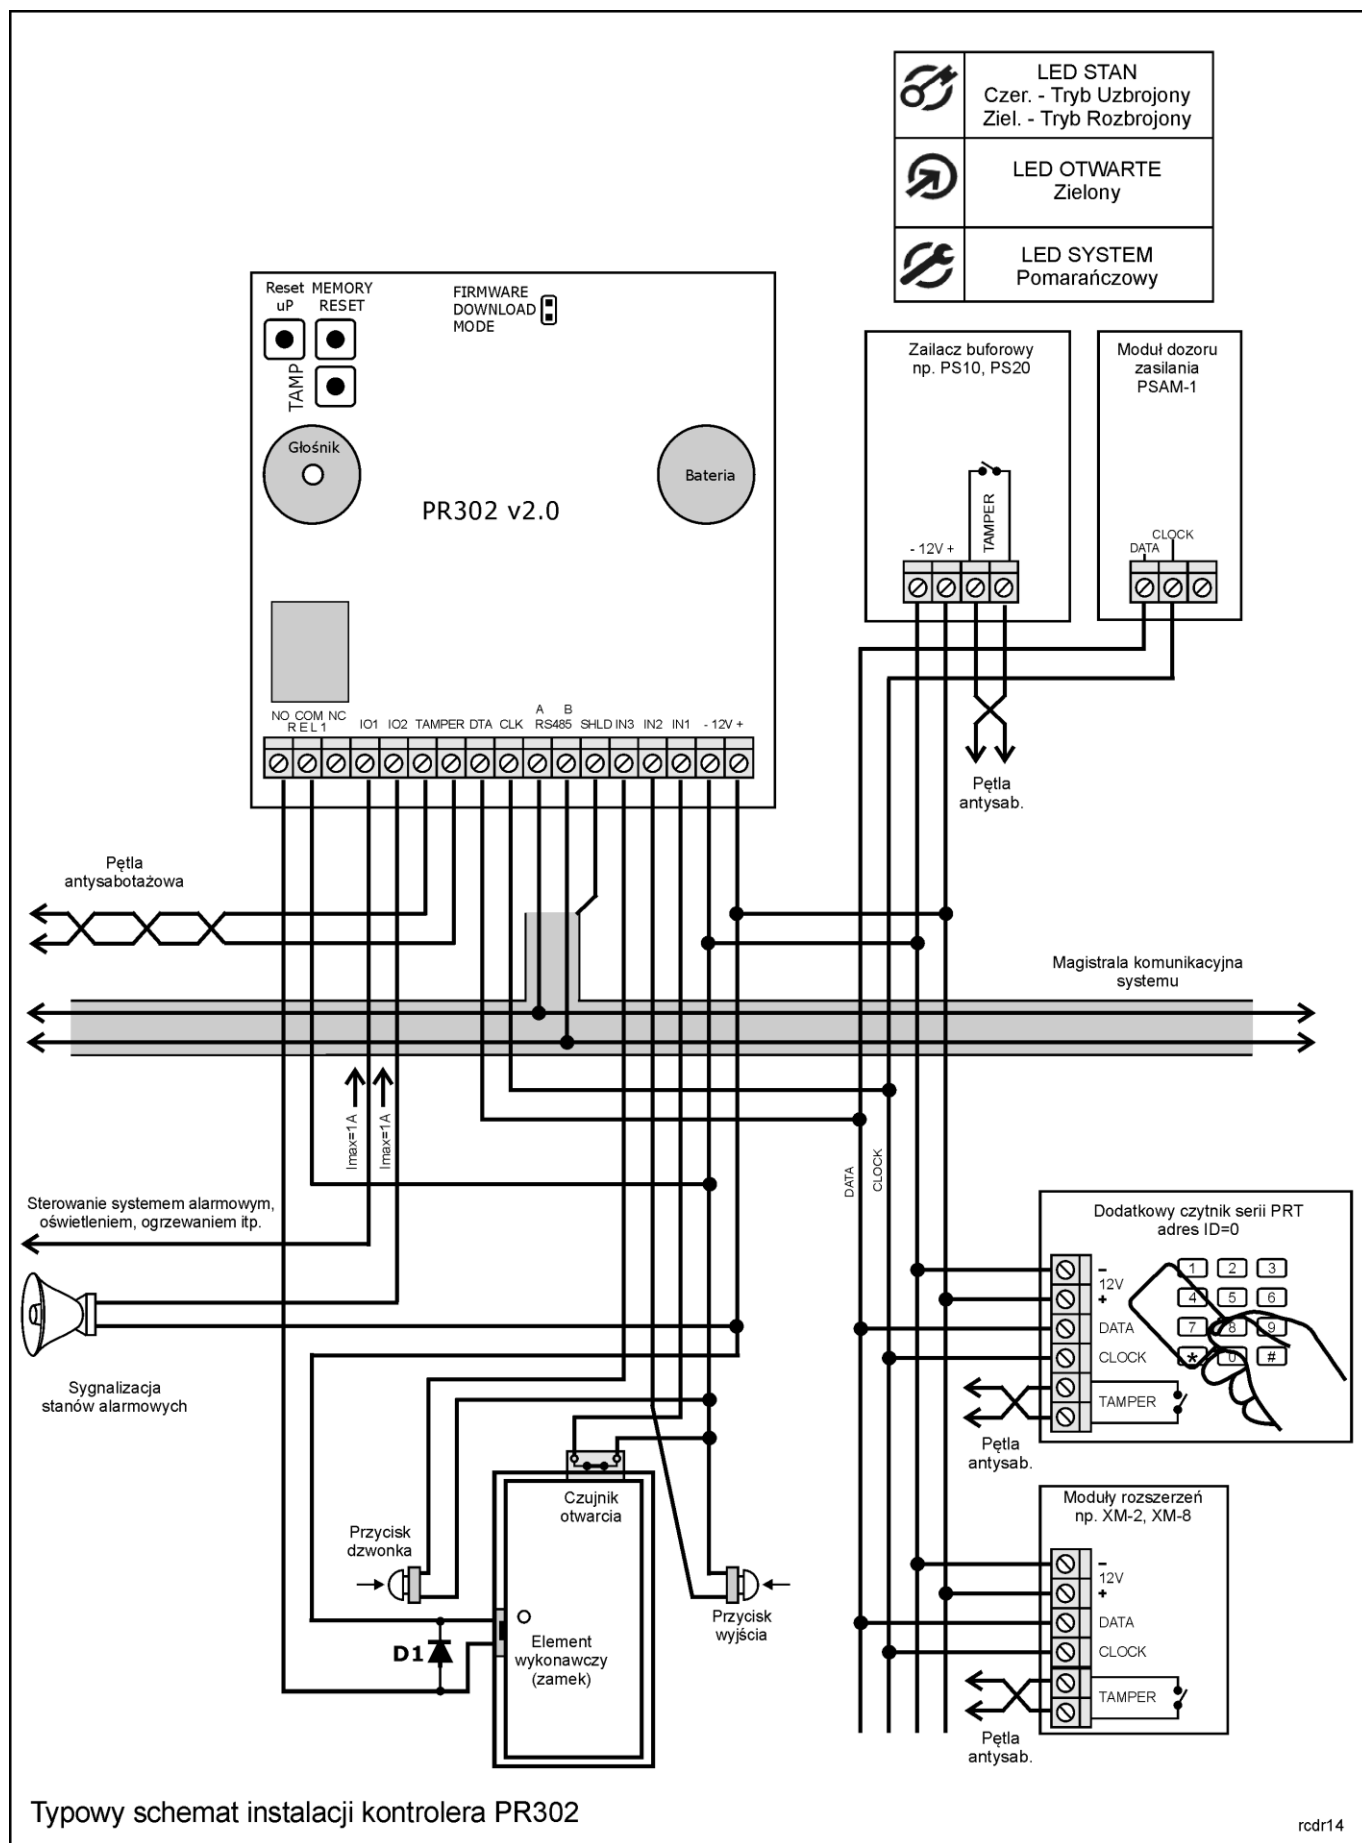 LED STAN
Czer. - Tryb Uzbrojony
Ziel. - Tryb Rozbrojony
LED OTWARTE
Zielony
LED SYSTEM
Pomarańczowy
Reset
uP
MEMORY
RESET
FIRMWARE
DOWNLOAD
MODE
TAMP
Głośnik
Bateria
PR302 v2.0
NO COM NC
REL1
IO1 IO2 TAMPER DTA CLK
A B
RS485
SHLD IN3 IN2 IN1 - 12V +
Zailacz buforowy
np. PS10, PS20
TAMPER
- 12V +
Moduł dozoru
zasilania
PSAM-1
CLOCK
DATA
Pętla
antysab.
Pętla
antysabotażowa
Magistrala komunikacyjna
systemu
Imax=1A
Imax=1A
DATA
CLOCK
Sterowanie systemem alarmowym,
oświetleniem, ogrzewaniem itp.
Sygnalizacja
stanów alarmowych
Dodatkowy czytnik serii PRT
adres ID=0
-
12V
+
DATA
CLOCK
TAMPER
1 2 3
4 5 6
7 8 9
* 0 #
Pętla
antysab.
Czujnik
otwarcia
Przycisk
dzwonka
Przycisk
wyjścia
D1
Element
wykonawczy
(zamek)
Moduły rozszerzeń
np. XM-2, XM-8
-
12V
+
DATA
CLOCK
TAMPER
Pętla
antysab.
Typowy schemat instalacji kontrolera PR302
rcdr14